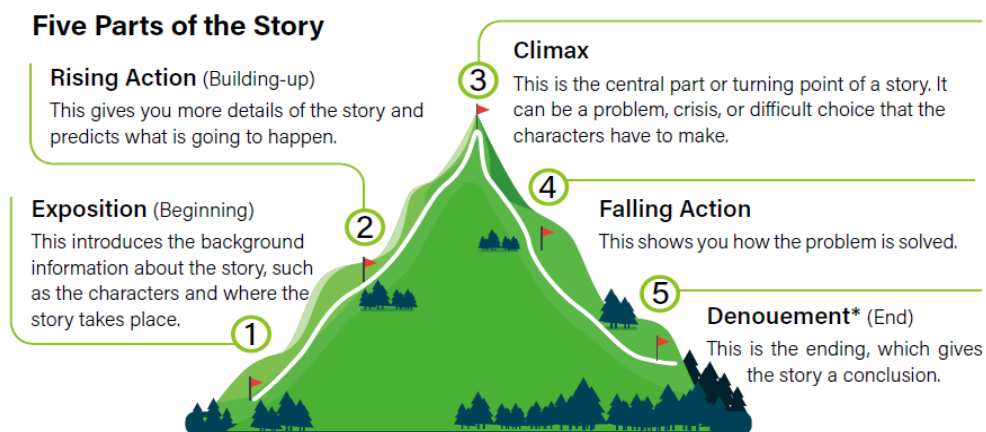 Five Parts of the Story
Rising Action (Building-up)
This gives you more details of the story and
predicts what is going to happen.
Exposition (Beginning)
This introduces the background
information about the story, such
as the characters and where the
story takes place.
1
2
3
Climax
This is the central part or turning point of a story. It
can be a problem, crisis, or difficult choice that the
characters have to make.
4
Falling Action
This shows you how the problem is solved.
5
Denouement* (End)
This is the ending, which gives
the story a conclusion.